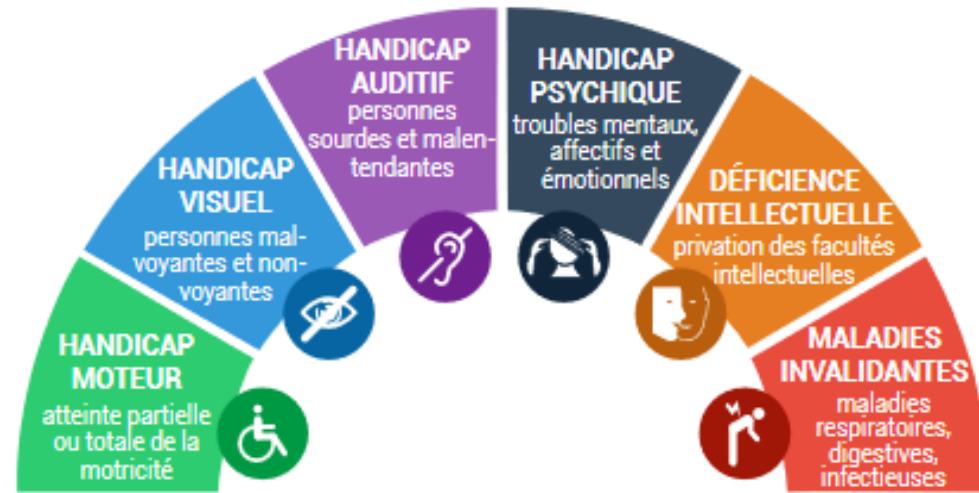 HANDICAP
MOTEUR
atteinte partielle
ou totale de la
motricité
HANDICAP
VISUEL
personnes mal-
voyantes et non-
voyantes
HANDICAP
AUDITIF
personnes
sourdes et malen-
tendantes
HANDICAP
PSYCHIQUE
troubles mentaux,
affectifs et
émotionnels
DÉFICIENCE
INTELLECTUELLE
privation des facultés
intellectuelles
MALADIES
INVALIDANTES
maladies
respiratoires,
digestives,
infectieuses